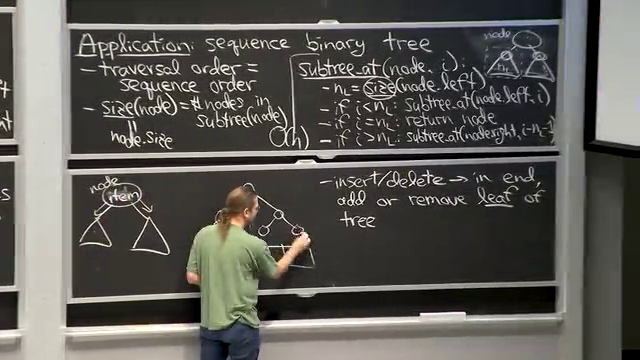 Application: sequence binary tree
- traversal order =
sequence order
- size(node) = # nodes in
subtree(node)
node.size
O(h)
subtree_at(node, i):
- nL = size(node.left)
- if i < nL: subtree_at(node.left, i)
- if i = nL: return node
- if i > nL: subtree_at(node.right, i-nL-1)
node
nL
node
item
- insert/delete → in end,
add or remove leaf of
tree